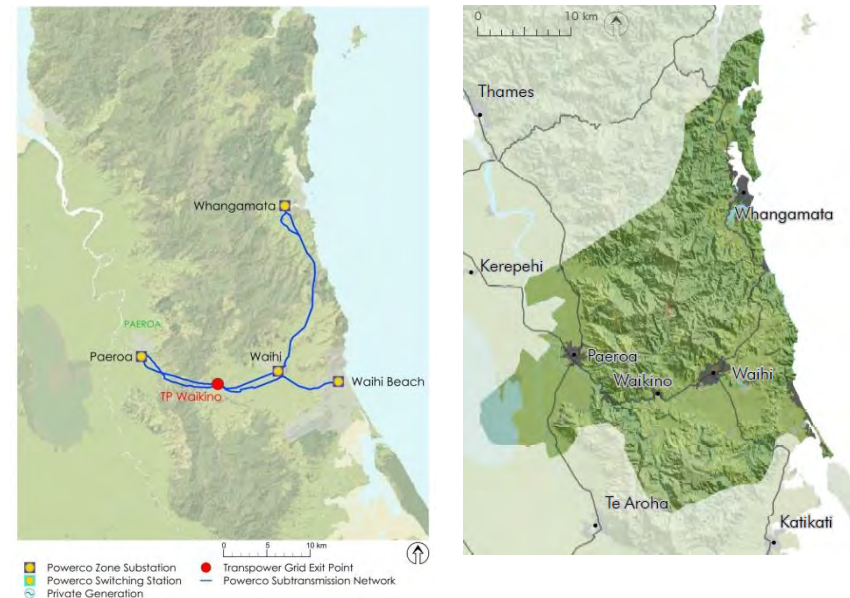 Whangamata
PAEROA
Paeroa
Waihi
Waihi Beach
TP Waikino
0 5 10 km
Powerco Zone Substation
Transpower Grid Exit Point
Powerco Switching Station
Powerco Subtransmission Network
Private Generation
0 10 km
Thames
Whangamata
Kerepehi
Paeroa
Waihi
Waikino
Te Aroha
Katikati